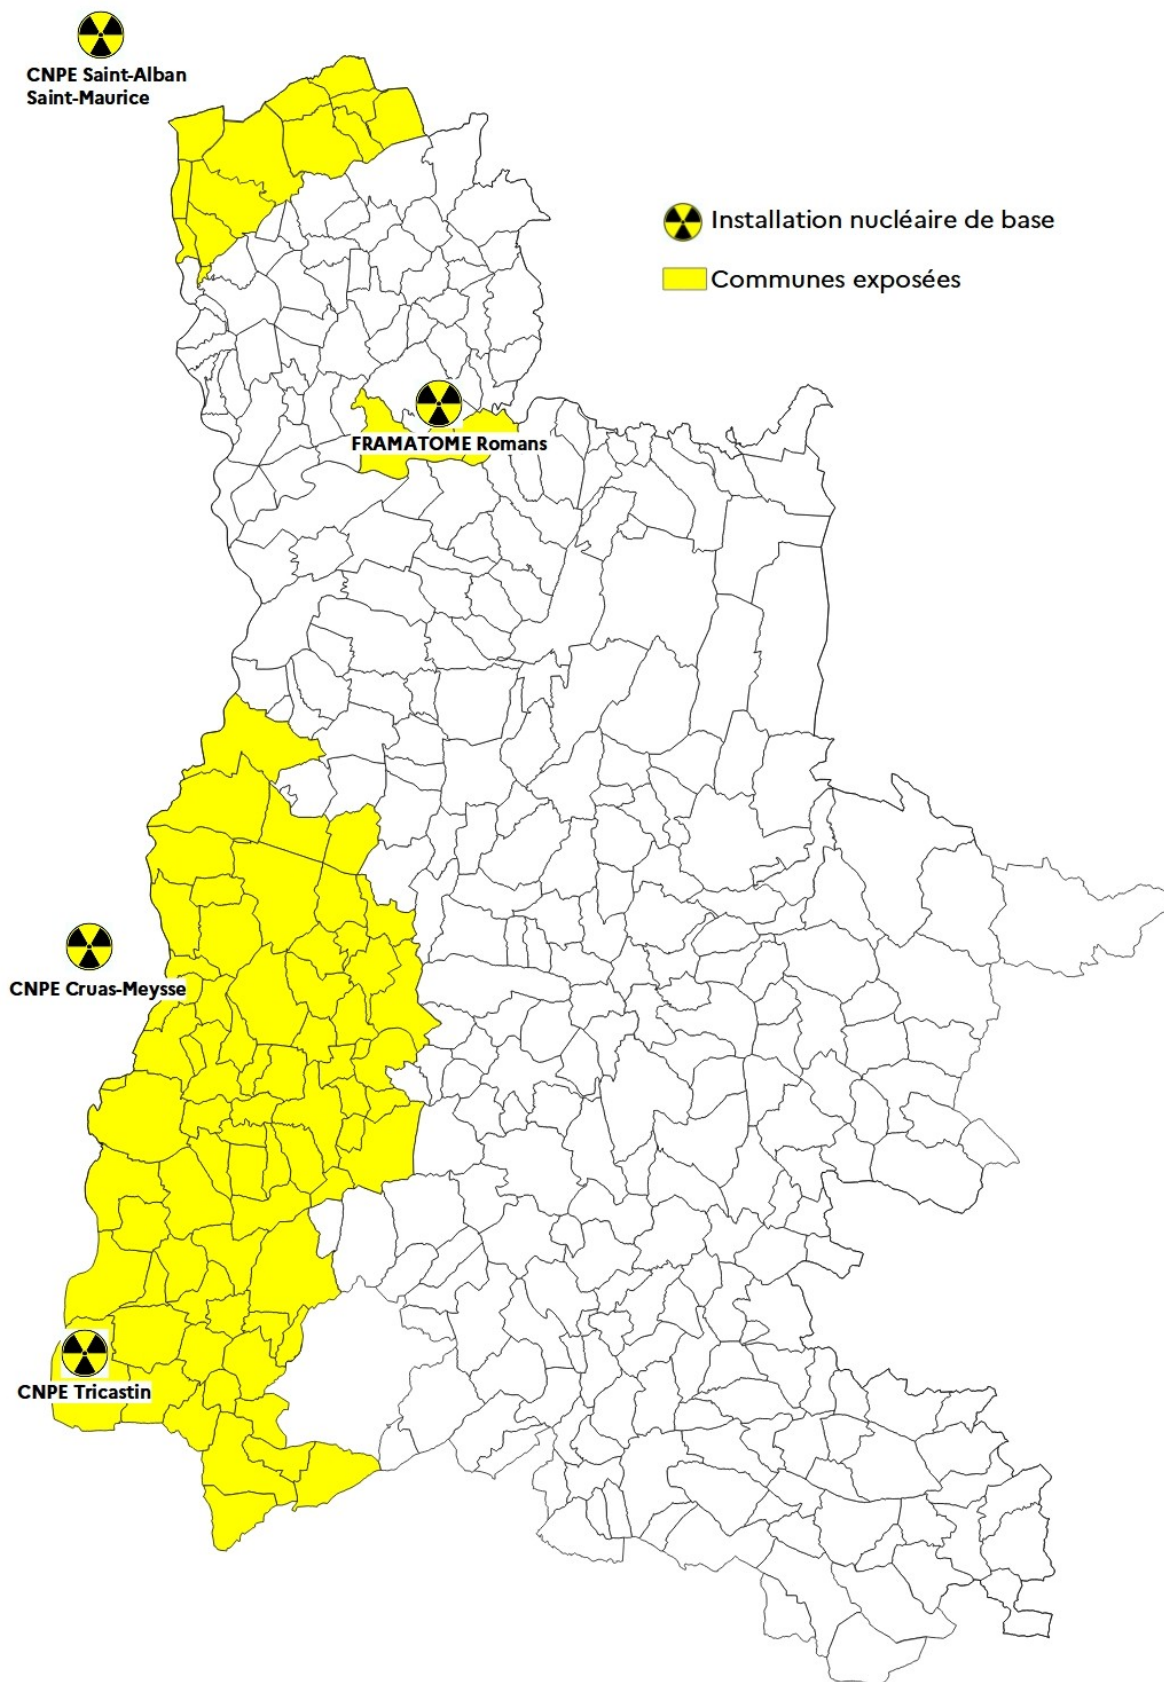 CNPE Saint-Alban
Saint-Maurice
Installation nucléaire de base
Communes exposées
FRAMATOME Romans
CNPE Cruas-Meysse
CNPE Tricastin